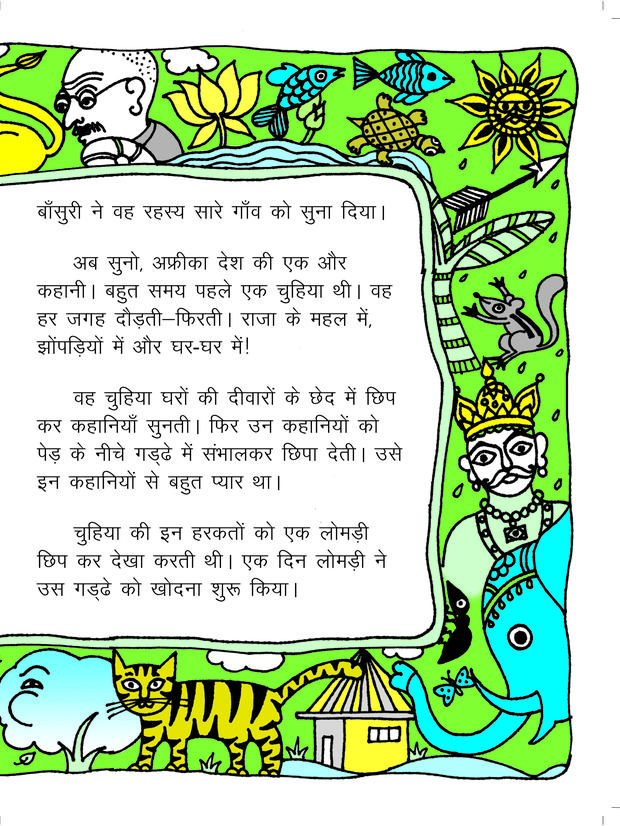 बाँसुरी ने वह रहस्य सारे गाँव को सुना दिया।
अब सुनो, अफ्रीका देश की एक और
कहानी। बहुत समय पहले एक चुहिया थी। वह
हर जगह दौड़ती–फिरती। राजा के महल में,
झोंपड़ियों में और घर-घर में!
वह चुहिया घरों की दीवारों के छेद में छिप
कर कहानियाँ सुनती। फिर उन कहानियों को
पेड़ के नीचे गड्ढे में संभालकर छिपा देती। उसे
इन कहानियों से बहुत प्यार था।
चुहिया की इन हरकतों को एक लोमड़ी
छिप कर देखा करती थी। एक दिन लोमड़ी ने
उस गड्ढे को खोदना शुरू किया।